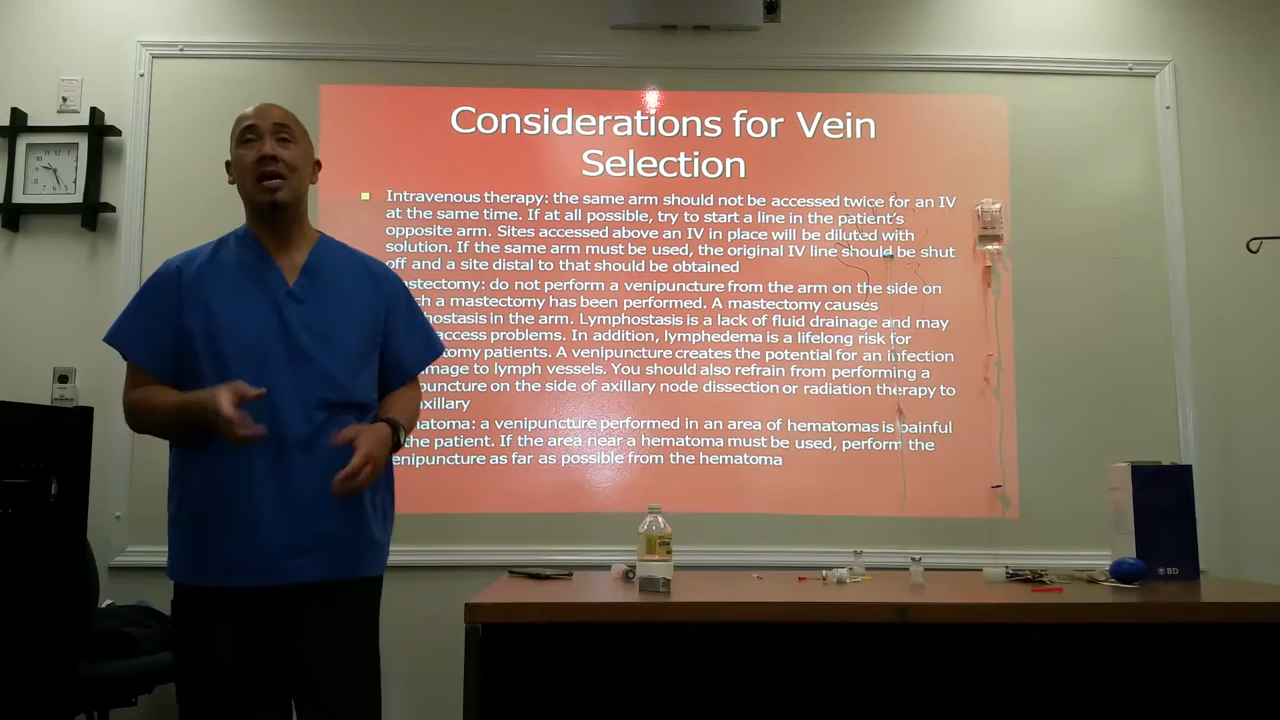 Considerations for Vein
Selection
Intravenous therapy: the same arm should not be accessed twice for an IV
at the same time. If at all possible, try to start a line in the patient's
opposite arm. Sites accessed above an IV in place will be diluted with
solution. If the same arm must be used, the original IV line should be shut
off and a site distal to that should be obtained
astectomy: do not perform a venipuncture from the arm on the side on
ch a mastectomy has been performed. A mastectomy causes
hostasis in the arm. Lymphostasis is a lack of fluid drainage and may
access problems. In addition, lymphedema is a lifelong risk for
tomy patients. A venipuncture creates the potential for an infection
mage to lymph vessels. You should also refrain from performing a
puncture on the side of axillary node dissection or radiation therapy to
axillary
atoma: a venipuncture performed in an area of hematomas is painful
the patient. If the area near a hematoma must be used, perform the
enipuncture as far as possible from the hematoma
BD